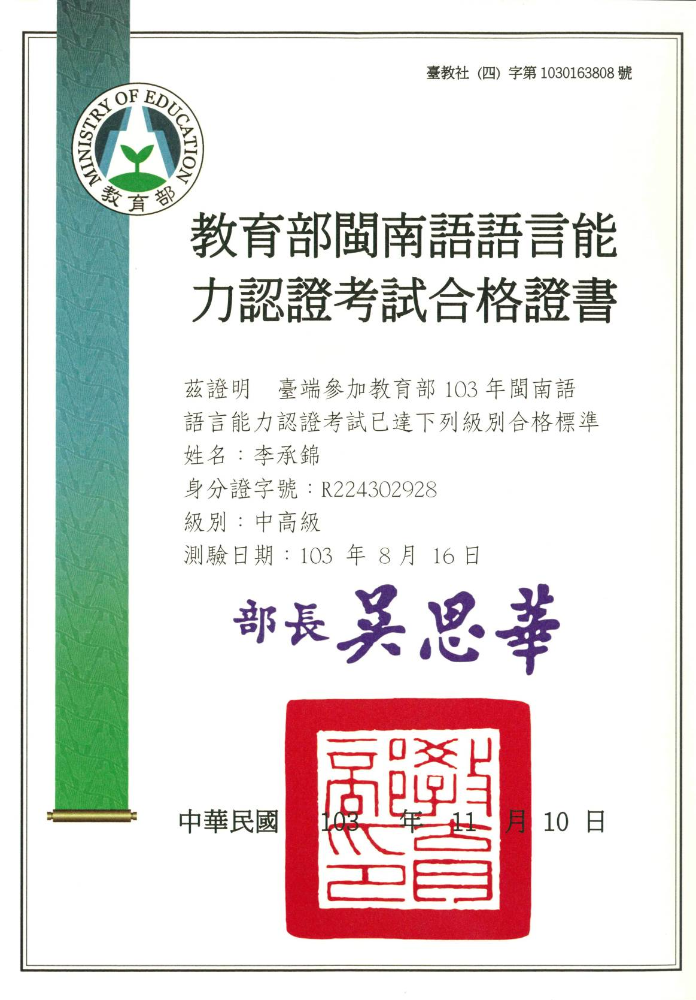 臺教社 (四) 字第 1030163808 號
MINISTRY OF EDUCATION
教育部
教育部閩南語語言能
力認證考試合格證書
茲證明　臺端參加教育部 103 年閩南語
語言能力認證考試已達下列級別合格標準
姓名：李承錦
身分證字號：R224302928
級別：中高級
測驗日期：103 年 8 月 16 日
部長 吳思華
教育部印
中華民國 103 年 11 月 10 日